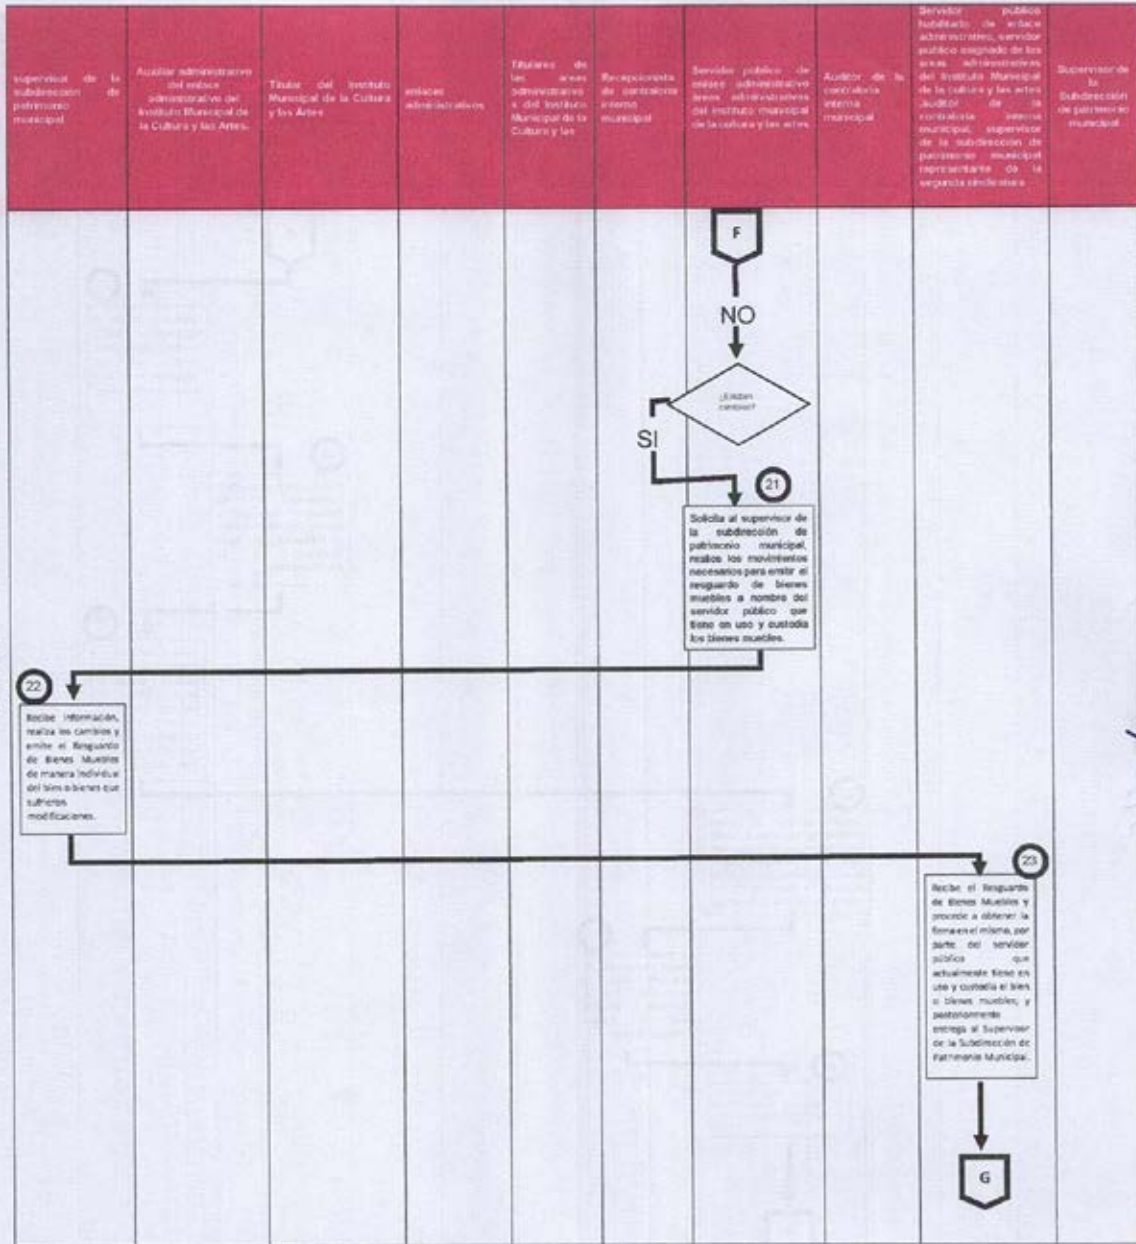 supervisor de la
subdirección de
patrimonio
municipal
Auxiliar administrativo
del enlace
administrativo del
Instituto Municipal de
la Cultura y las Artes.
Titular del Instituto
Municipal de la Cultura
y las Artes
enlaces
administrativos
Titulares de
las areas
administrativa
s del Instituto
Municipal de la
Cultura y las
Recepcionista
de contraloria
interna
municipal
Servidor público de
enlace administrativo
áreas administrativas
del instituto municipal
de la cultura y las artes
Auditor de la
contraloria
interna
municipal
Servidor público
habilitado de enlace
administrativo, servidor
publico asignado de las
areas administrativas
del Instituto Municipal
de la cultura y las artes
,auditor de la
contraloria interna
municipal, supervisor
de la subdirección de
patrimonio municipal
representante de la
segunda sindicatura
Supervisor de
la
Subdirección
de patrimonio
municipal
F
NO
¿Existen
cambios?
SI
21
Solicita al supervisor de
la subdirección de
patrimonio municipal,
realice los movimientos
necesarios para emitir el
resguardo de bienes
muebles a nombre del
servidor público que
tiene en uso y custodia
los bienes muebles.
22
Recibe información,
realiza los cambios y
emite el Resguardo
de Bienes Muebles
de manera individual
del bien o bienes que
sufrieron
modificaciones.
23
Recibe el Resguardo
de Bienes Muebles y
procede a obtener la
firma en el mismo, por
parte del servidor
público que
actualmente tiene en
uso y custodia el bien
o bienes muebles; y
posteriormente
entrega al Supervisor
de la Subdirección de
Patrimonio Municipal.
G